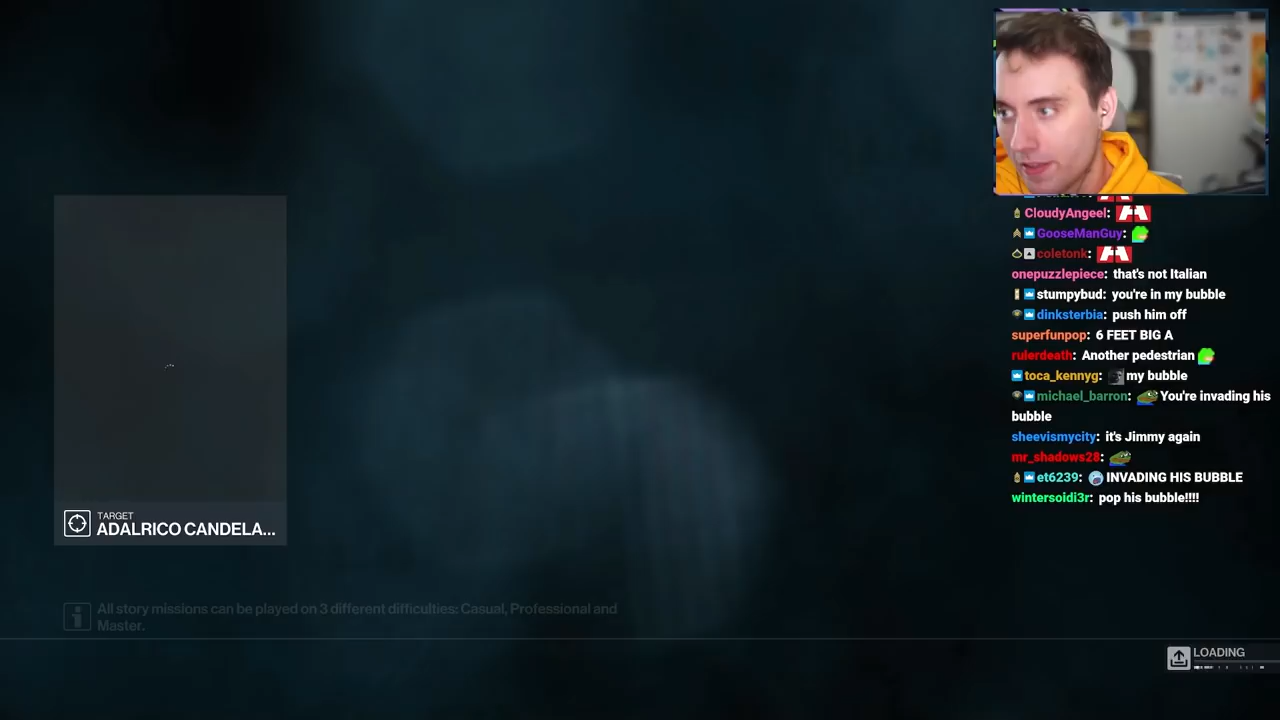 CloudyAngeel:
GooseManGuy:
coletonk:
onepuzzlepiece: that's not Italian
stumpybud: you're in my bubble
dinksterbia: push him off
superfunpop: 6 FEET BIG A
rulerdeath: Another pedestrian
toca_kennyg: my bubble
michael_barron: You're invading his
bubble
sheevismycity: it's Jimmy again
mr_shadows28:
et6239: INVADING HIS BUBBLE
wintersoidi3r: pop his bubble!!!!
TARGET
ADALRICO CANDELA...
All story missions can be played on 3 different difficulties: Casual, Professional and
Master.
LOADING